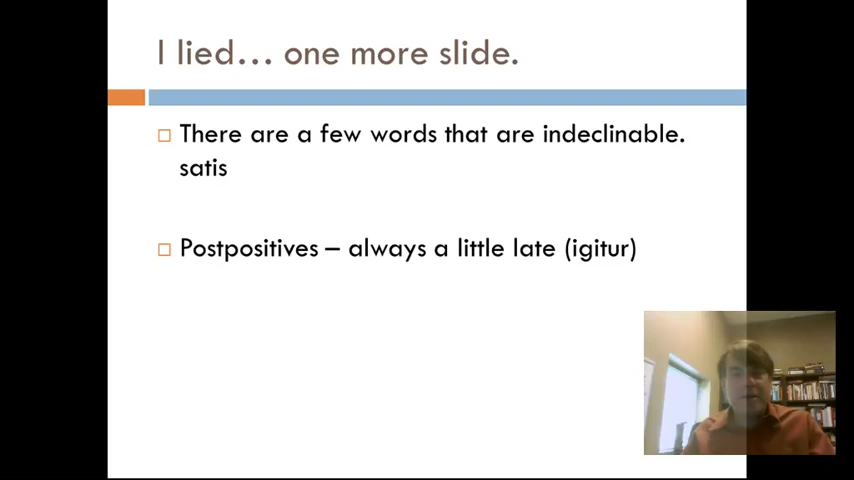 I lied... one more slide.
There are a few words that are indeclinable.
satis
Postpositives – always a little late (igitur)